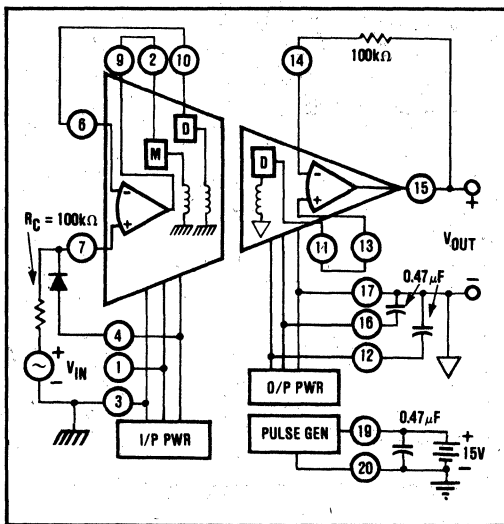 9 2 10 14
100kΩ
6
D
M
D
R_C = 100kΩ
7
15
+
11 13
V_OUT
0.47μF
4
17
−
16
+
V_IN
−
1
12
3
O/P PWR
I/P PWR
PULSE GEN
19
0.47μF
+
15V
−
20